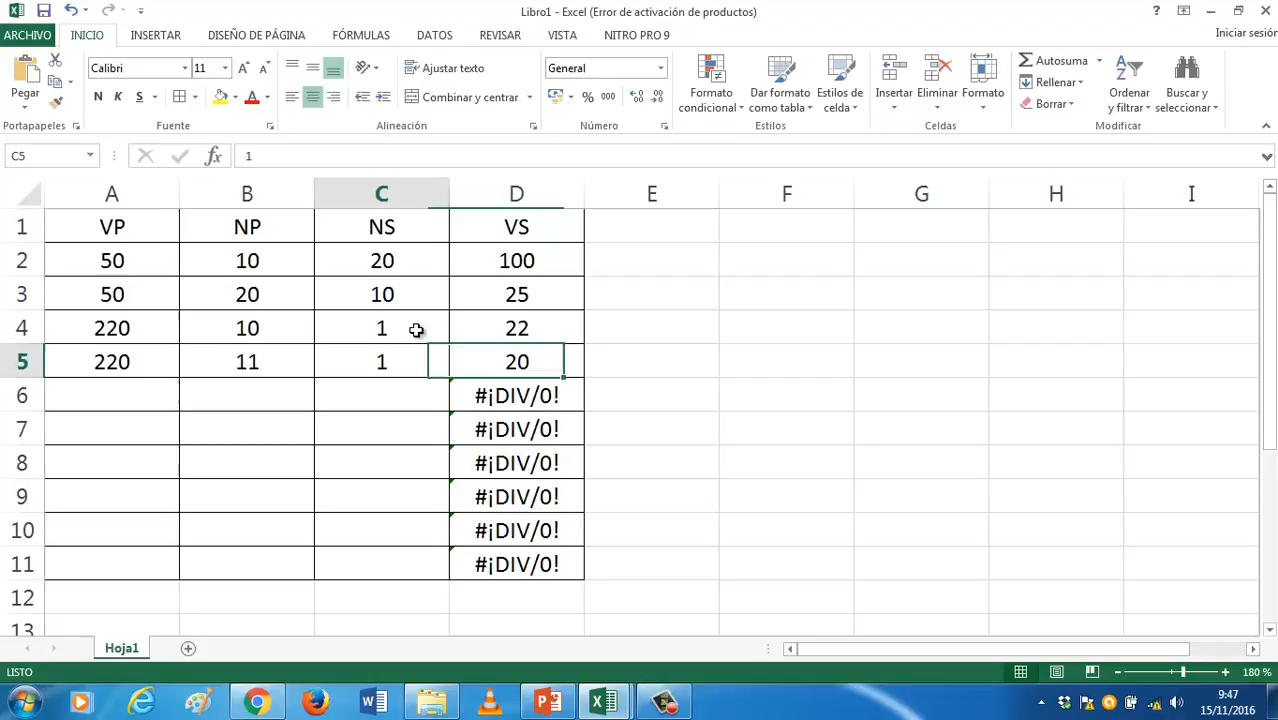 Libro1 - Excel (Error de activación de productos)
?
ARCHIVO INICIO INSERTAR DISEÑO DE PÁGINA FÓRMULAS DATOS REVISAR VISTA NITRO PRO 9 Iniciar sesión
Pegar
Portapapeles
Calibri 11
N K S
Fuente
Ajustar texto
Combinar y centrar
Alineación
General
% 000
Número
Formato condicional
Dar formato como tabla
Estilos de celda
Estilos
Insertar Eliminar Formato
Celdas
Autosuma
Rellenar
Borrar
Ordenar y filtrar
Buscar y seleccionar
Modificar
C5 fx 1
A B C D E F G H I
1 VP NP NS VS
2 50 10 20 100
3 50 20 10 25
4 220 10 1 22
5 220 11 1 20
6 #¡DIV/0!
7 #¡DIV/0!
8 #¡DIV/0!
9 #¡DIV/0!
10 #¡DIV/0!
11 #¡DIV/0!
12
13
Hoja1
LISTO 180 %
9:47
15/11/2016